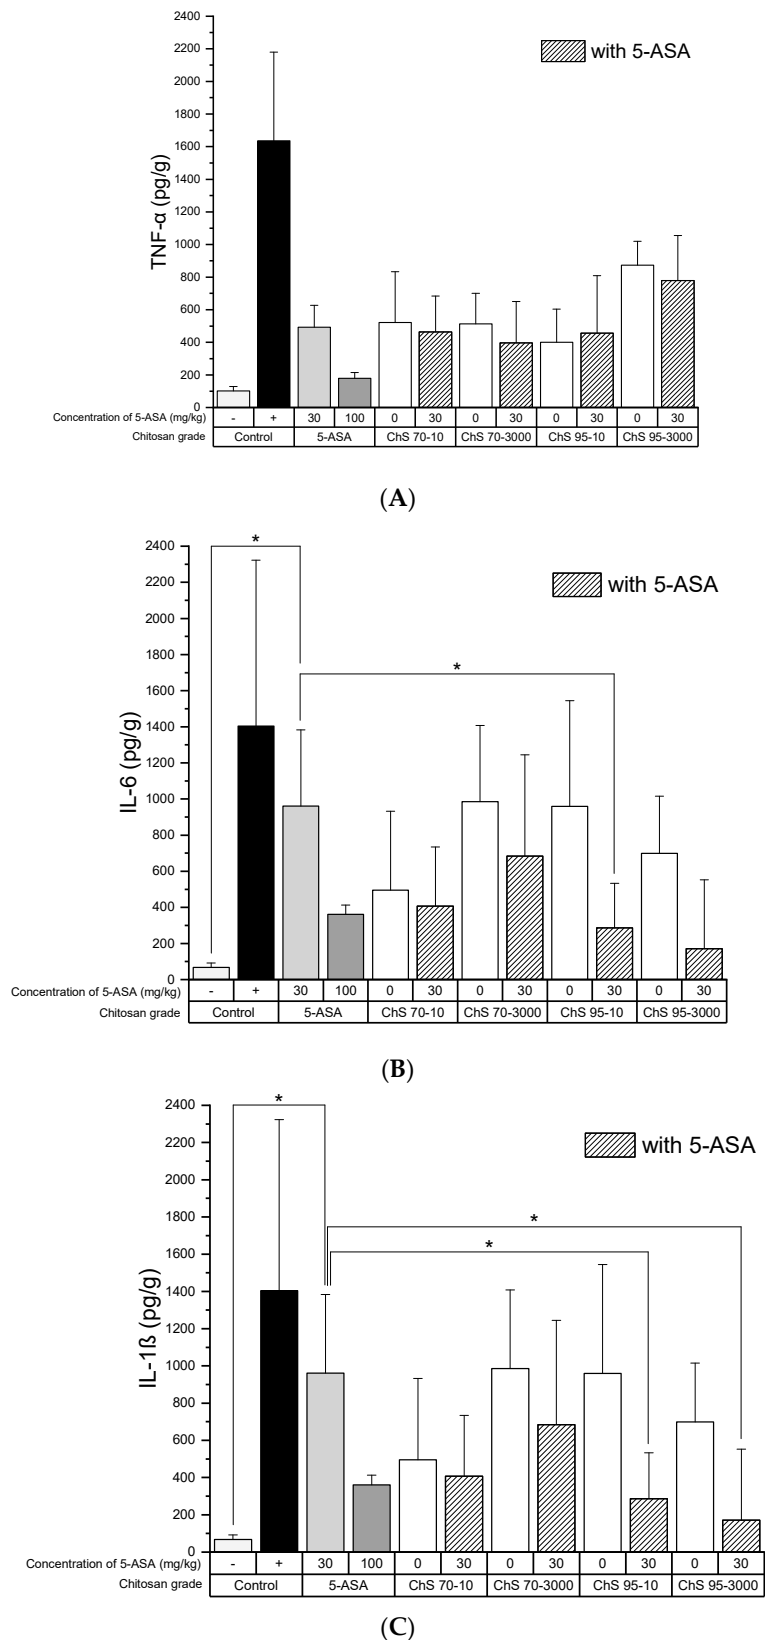 2400
2200
2000
1800
1600
1400
1200
1000
800
600
400
200
0
TNF-α (pg/g)
with 5-ASA
Concentration of 5-ASA (mg/kg) - + 30 100 0 30 0 30 0 30 0 30
Chitosan grade Control 5-ASA ChS 70-10 ChS 70-3000 ChS 95-10 ChS 95-3000
(A)
*
2400
2200
2000
1800
1600
1400
1200
1000
800
600
400
200
0
IL-6 (pg/g)
with 5-ASA
*
Concentration of 5-ASA (mg/kg) - + 30 100 0 30 0 30 0 30 0 30
Chitosan grade Control 5-ASA ChS 70-10 ChS 70-3000 ChS 95-10 ChS 95-3000
(B)
*
2400
2200
2000
1800
1600
1400
1200
1000
800
600
400
200
0
IL-1ß (pg/g)
with 5-ASA
*
*
Concentration of 5-ASA (mg/kg) - + 30 100 0 30 0 30 0 30 0 30
Chitosan grade Control 5-ASA ChS 70-10 ChS 70-3000 ChS 95-10 ChS 95-3000
(C)